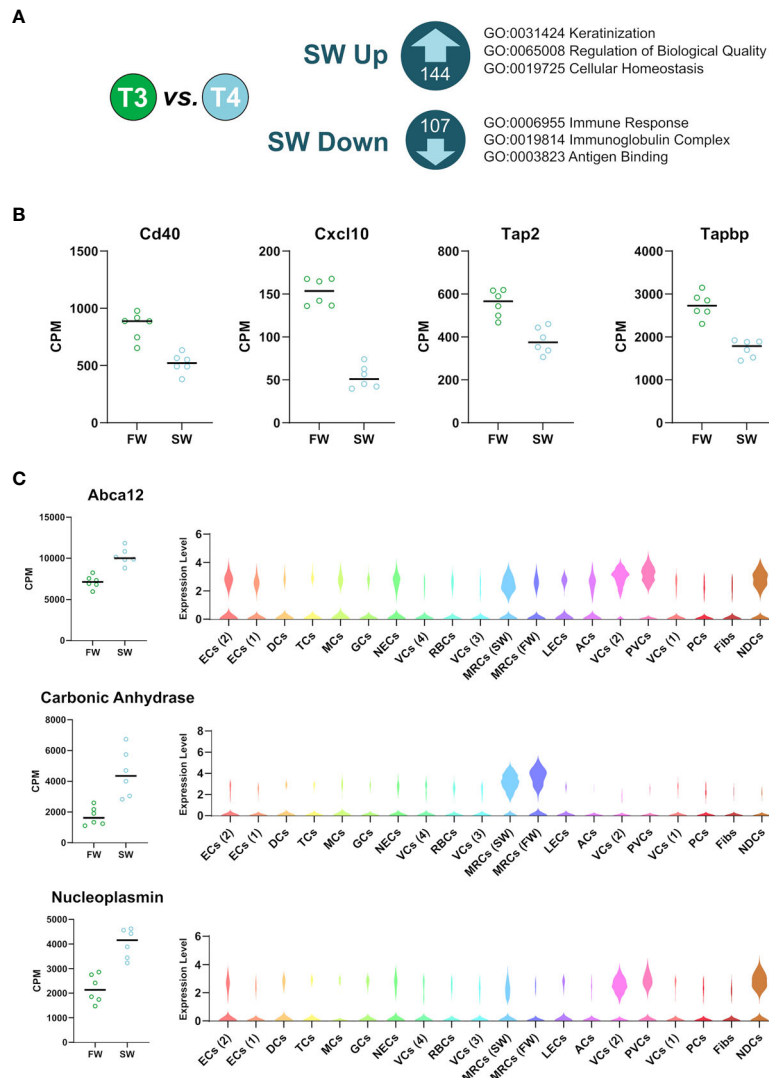 A
SW Up
144
GO:0031424 Keratinization
GO:0065008 Regulation of Biological Quality
GO:0019725 Cellular Homeostasis
T3 vs. T4
SW Down
107
GO:0006955 Immune Response
GO:0019814 Immunoglobulin Complex
GO:0003823 Antigen Binding
B
Cd40
CPM
1500
1000
500
0
FW SW
Cxcl10
CPM
200
150
100
50
0
FW SW
Tap2
CPM
800
600
400
200
0
FW SW
Tapbp
CPM
4000
3000
2000
1000
0
FW SW
C
Abca12
CPM
15000
10000
5000
0
FW SW
Expression Level
6
4
2
0
ECs (2) ECs (1) DCs TCs MCs GCs NECs VCs (4) RBCs VCs (3) MRCs (SW) MRCs (FW) LECs ACs VCs (2) PVCs VCs (1) PCs Fibs NDCs
Carbonic Anhydrase
CPM
8000
6000
4000
2000
0
FW SW
Expression Level
8
6
4
2
0
ECs (2) ECs (1) DCs TCs MCs GCs NECs VCs (4) RBCs VCs (3) MRCs (SW) MRCs (FW) LECs ACs VCs (2) PVCs VCs (1) PCs Fibs NDCs
Nucleoplasmin
CPM
5000
4000
3000
2000
1000
0
FW SW
Expression Level
6
4
2
0
ECs (2) ECs (1) DCs TCs MCs GCs NECs VCs (4) RBCs VCs (3) MRCs (SW) MRCs (FW) LECs ACs VCs (2) PVCs VCs (1) PCs Fibs NDCs